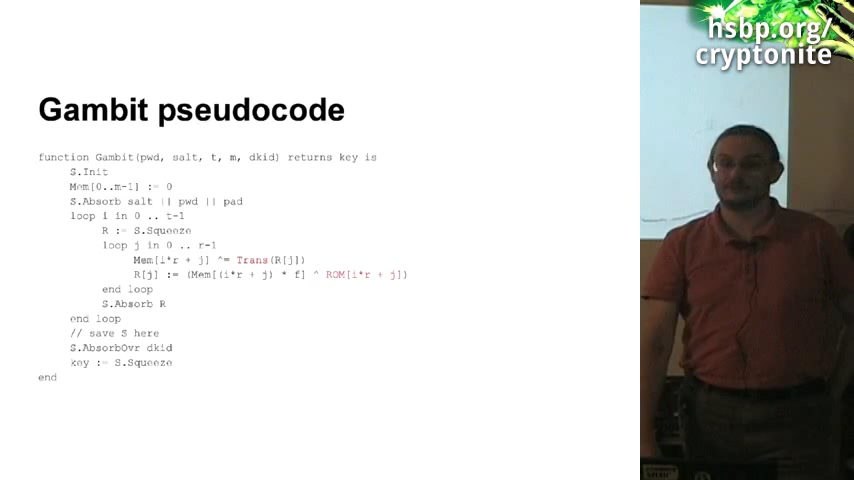 hsbp.org/
cryptonite
Gambit pseudocode
function Gambit(pwd, salt, t, m, dkid) returns key is
S.Init
Mem[0..m-1] := 0
S.Absorb salt || pwd || pad
loop i in 0 .. t-1
R := S.Squeeze
loop j in 0 .. r-1
Mem[i*r + j] ^= Trans(R[j])
R[j] := (Mem[(i*r + j) * f] ^ ROM[i*r + j])
end loop
S.Absorb R
end loop
// save S here
S.AbsorbOvr dkid
key := S.Squeeze
end